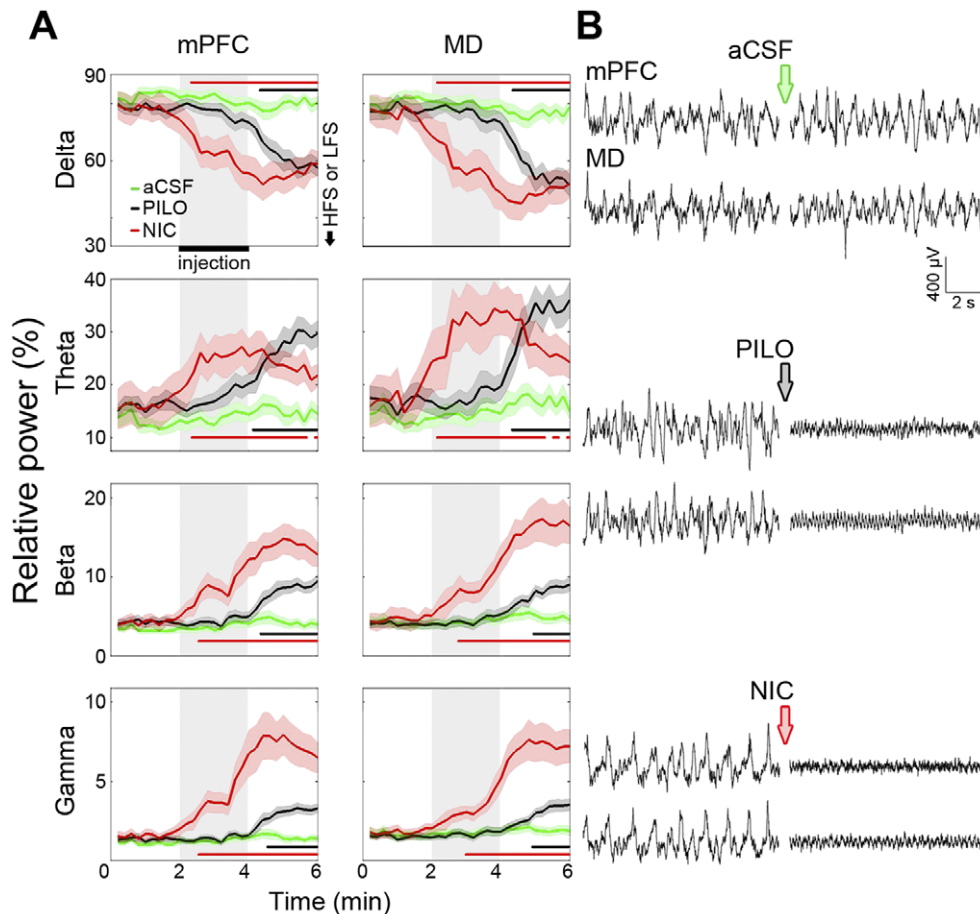 A
mPFC
MD
Relative power (%)
Delta
90
60
30
aCSF
PILO
NIC
injection
HFS or LFS
Theta
40
30
20
10
Beta
20
10
0
Gamma
10
5
0
0 2 4 6
0 2 4 6
Time (min)
B
aCSF
mPFC
MD
400 µV
2 s
PILO
NIC